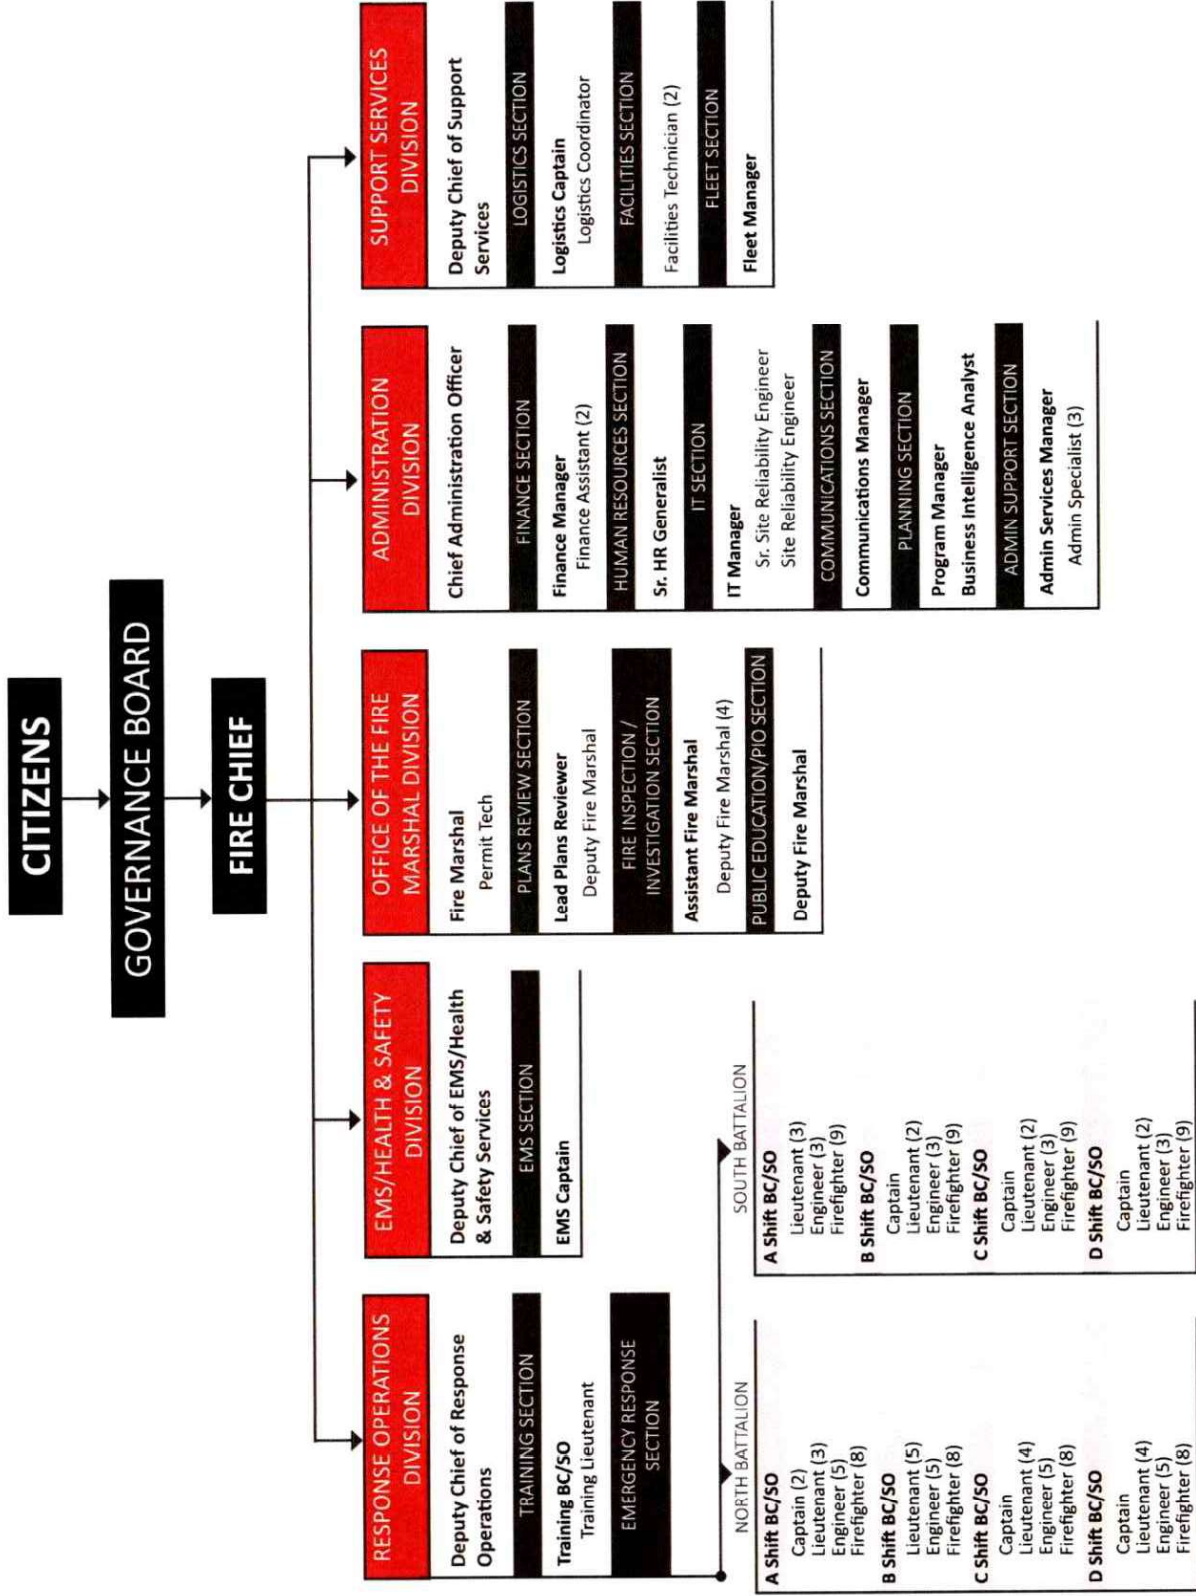 CITIZENS
GOVERNANCE BOARD
FIRE CHIEF
RESPONSE OPERATIONS
DIVISION
Deputy Chief of Response
Operations
TRAINING SECTION
Training BC/SO
Training Lieutenant
EMERGENCY RESPONSE
SECTION
NORTH BATTALION
A Shift BC/SO
Captain (2)
Lieutenant (3)
Engineer (5)
Firefighter (8)
B Shift BC/SO
Lieutenant (5)
Engineer (5)
Firefighter (8)
C Shift BC/SO
Captain
Lieutenant (4)
Engineer (5)
Firefighter (8)
D Shift BC/SO
Captain
Lieutenant (4)
Engineer (5)
Firefighter (8)
SOUTH BATTALION
A Shift BC/SO
Lieutenant (3)
Engineer (3)
Firefighter (9)
B Shift BC/SO
Captain
Lieutenant (2)
Engineer (3)
Firefighter (9)
C Shift BC/SO
Captain
Lieutenant (2)
Engineer (3)
Firefighter (9)
D Shift BC/SO
Captain
Lieutenant (2)
Engineer (3)
Firefighter (9)
EMS/HEALTH & SAFETY
DIVISION
Deputy Chief of EMS/Health
& Safety Services
EMS SECTION
EMS Captain
OFFICE OF THE FIRE
MARSHAL DIVISION
Fire Marshal
Permit Tech
PLANS REVIEW SECTION
Lead Plans Reviewer
Deputy Fire Marshal
FIRE INSPECTION /
INVESTIGATION SECTION
Assistant Fire Marshal
Deputy Fire Marshal (4)
PUBLIC EDUCATION/PIO SECTION
Deputy Fire Marshal
ADMINISTRATION
DIVISION
Chief Administration Officer
FINANCE SECTION
Finance Manager
Finance Assistant (2)
HUMAN RESOURCES SECTION
Sr. HR Generalist
IT SECTION
IT Manager
Sr. Site Reliability Engineer
Site Reliability Engineer
COMMUNICATIONS SECTION
Communications Manager
PLANNING SECTION
Program Manager
Business Intelligence Analyst
ADMIN SUPPORT SECTION
Admin Services Manager
Admin Specialist (3)
SUPPORT SERVICES
DIVISION
Deputy Chief of Support
Services
LOGISTICS SECTION
Logistics Captain
Logistics Coordinator
FACILITIES SECTION
Facilities Technician (2)
FLEET SECTION
Fleet Manager